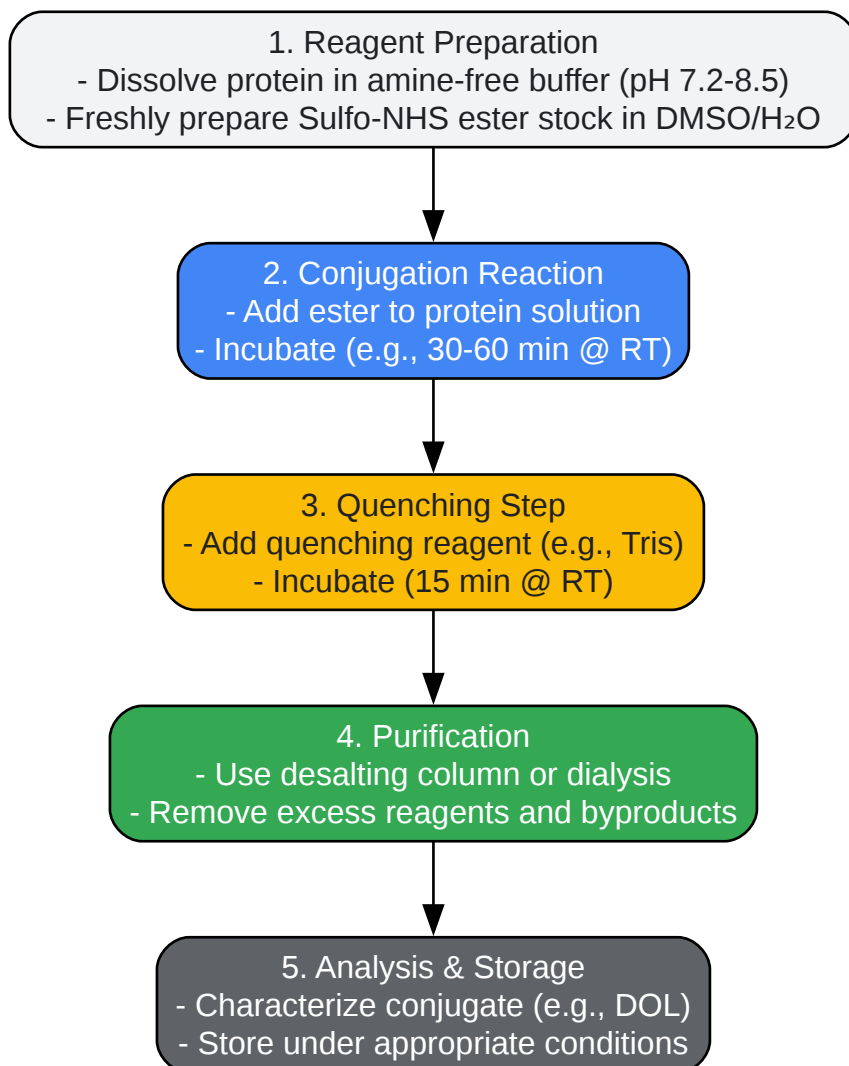 1. Reagent Preparation
- Dissolve protein in amine-free buffer (pH 7.2-8.5)
- Freshly prepare Sulfo-NHS ester stock in DMSO/H₂O
2. Conjugation Reaction
- Add ester to protein solution
- Incubate (e.g., 30-60 min @ RT)
3. Quenching Step
- Add quenching reagent (e.g., Tris)
- Incubate (15 min @ RT)
4. Purification
- Use desalting column or dialysis
- Remove excess reagents and byproducts
5. Analysis & Storage
- Characterize conjugate (e.g., DOL)
- Store under appropriate conditions